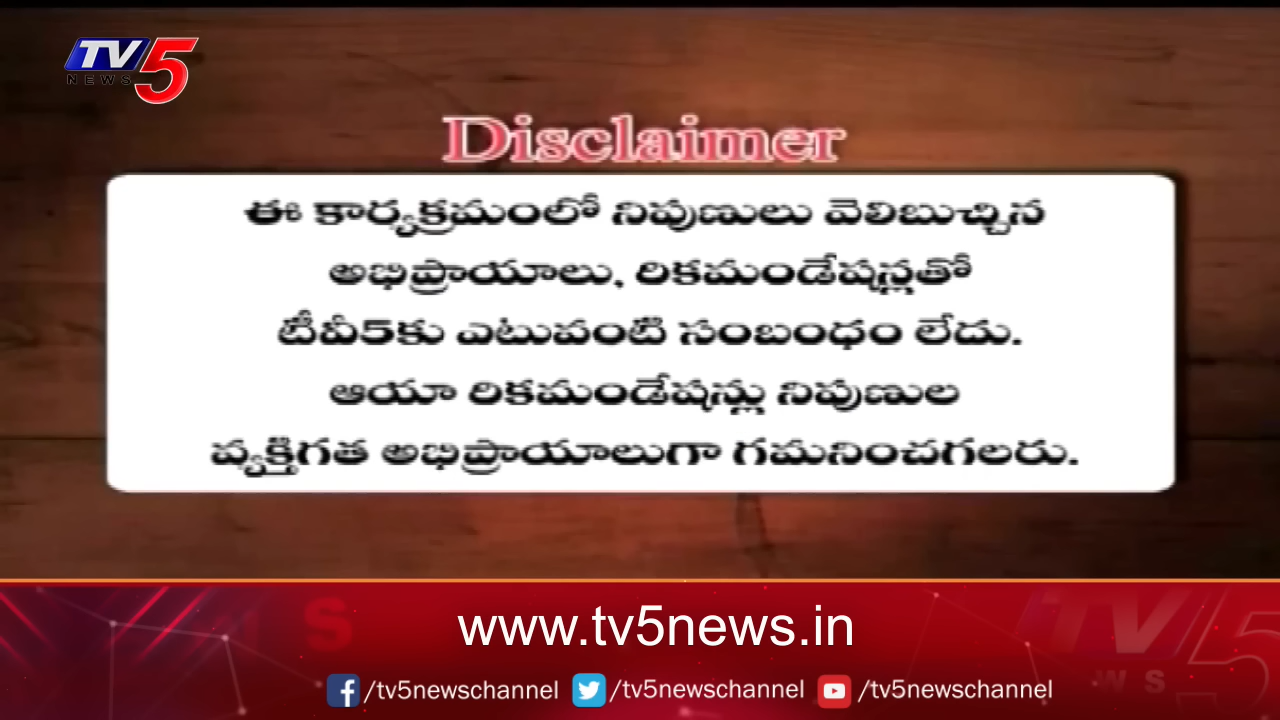 TV5
NEWS
Disclaimer
ఈ కార్యక్రమంలో నిపుణులు వెలిబుచ్చిన
అభిప్రాయాలు, రికమండేషన్లతో
టీవీ5కు ఎటువంటి సంబంధం లేదు.
ఆయా రికమండేషన్లు నిపుణుల
వ్యక్తిగత అభిప్రాయాలుగా గమనించగలరు.
www.tv5news.in
/tv5newschannel /tv5newschannel /tv5newschannel